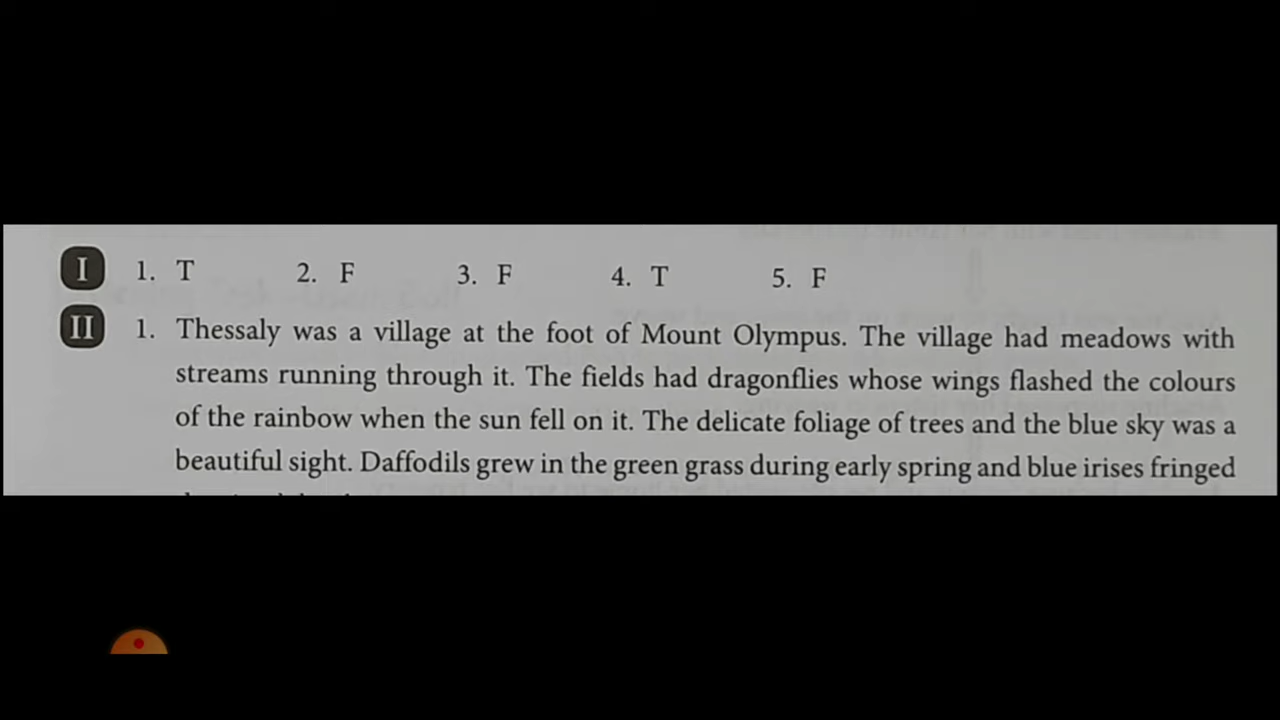 I 1. T 2. F 3. F 4. T 5. F
II 1. Thessaly was a village at the foot of Mount Olympus. The village had meadows with
streams running through it. The fields had dragonflies whose wings flashed the colours
of the rainbow when the sun fell on it. The delicate foliage of trees and the blue sky was a
beautiful sight. Daffodils grew in the green grass during early spring and blue irises fringed